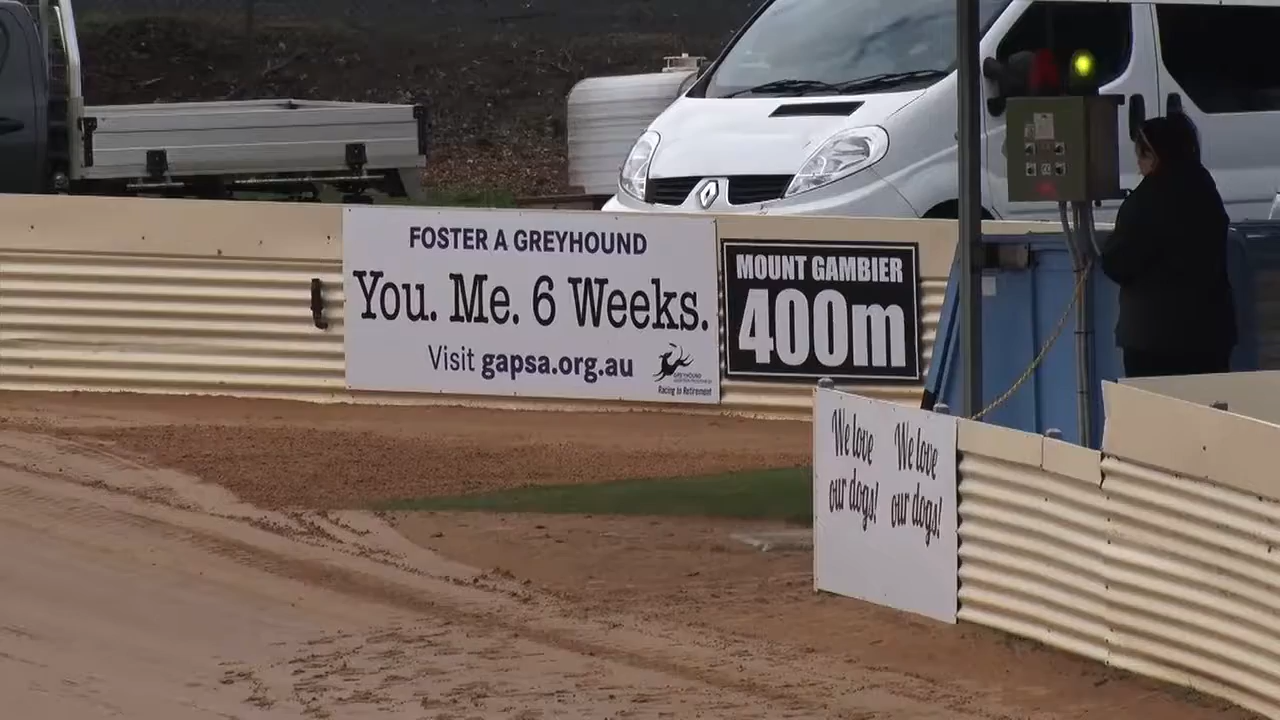 FOSTER A GREYHOUND
You. Me. 6 Weeks.
Visit gapsa.org.au
GREYHOUND
Racing to Retirement
MOUNT GAMBIER
400m
We love
our dogs!
We love
our dogs!